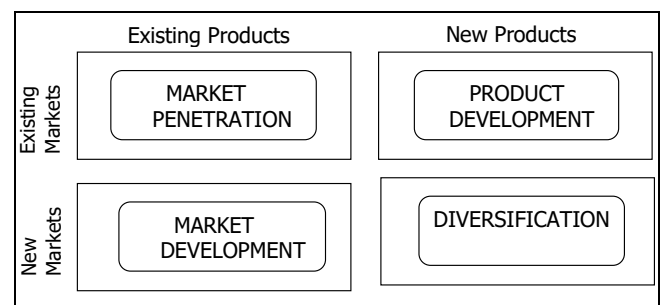 Existing Products
New Products
Existing
Markets
MARKET
PENETRATION
PRODUCT
DEVELOPMENT
New
Markets
MARKET
DEVELOPMENT
DIVERSIFICATION